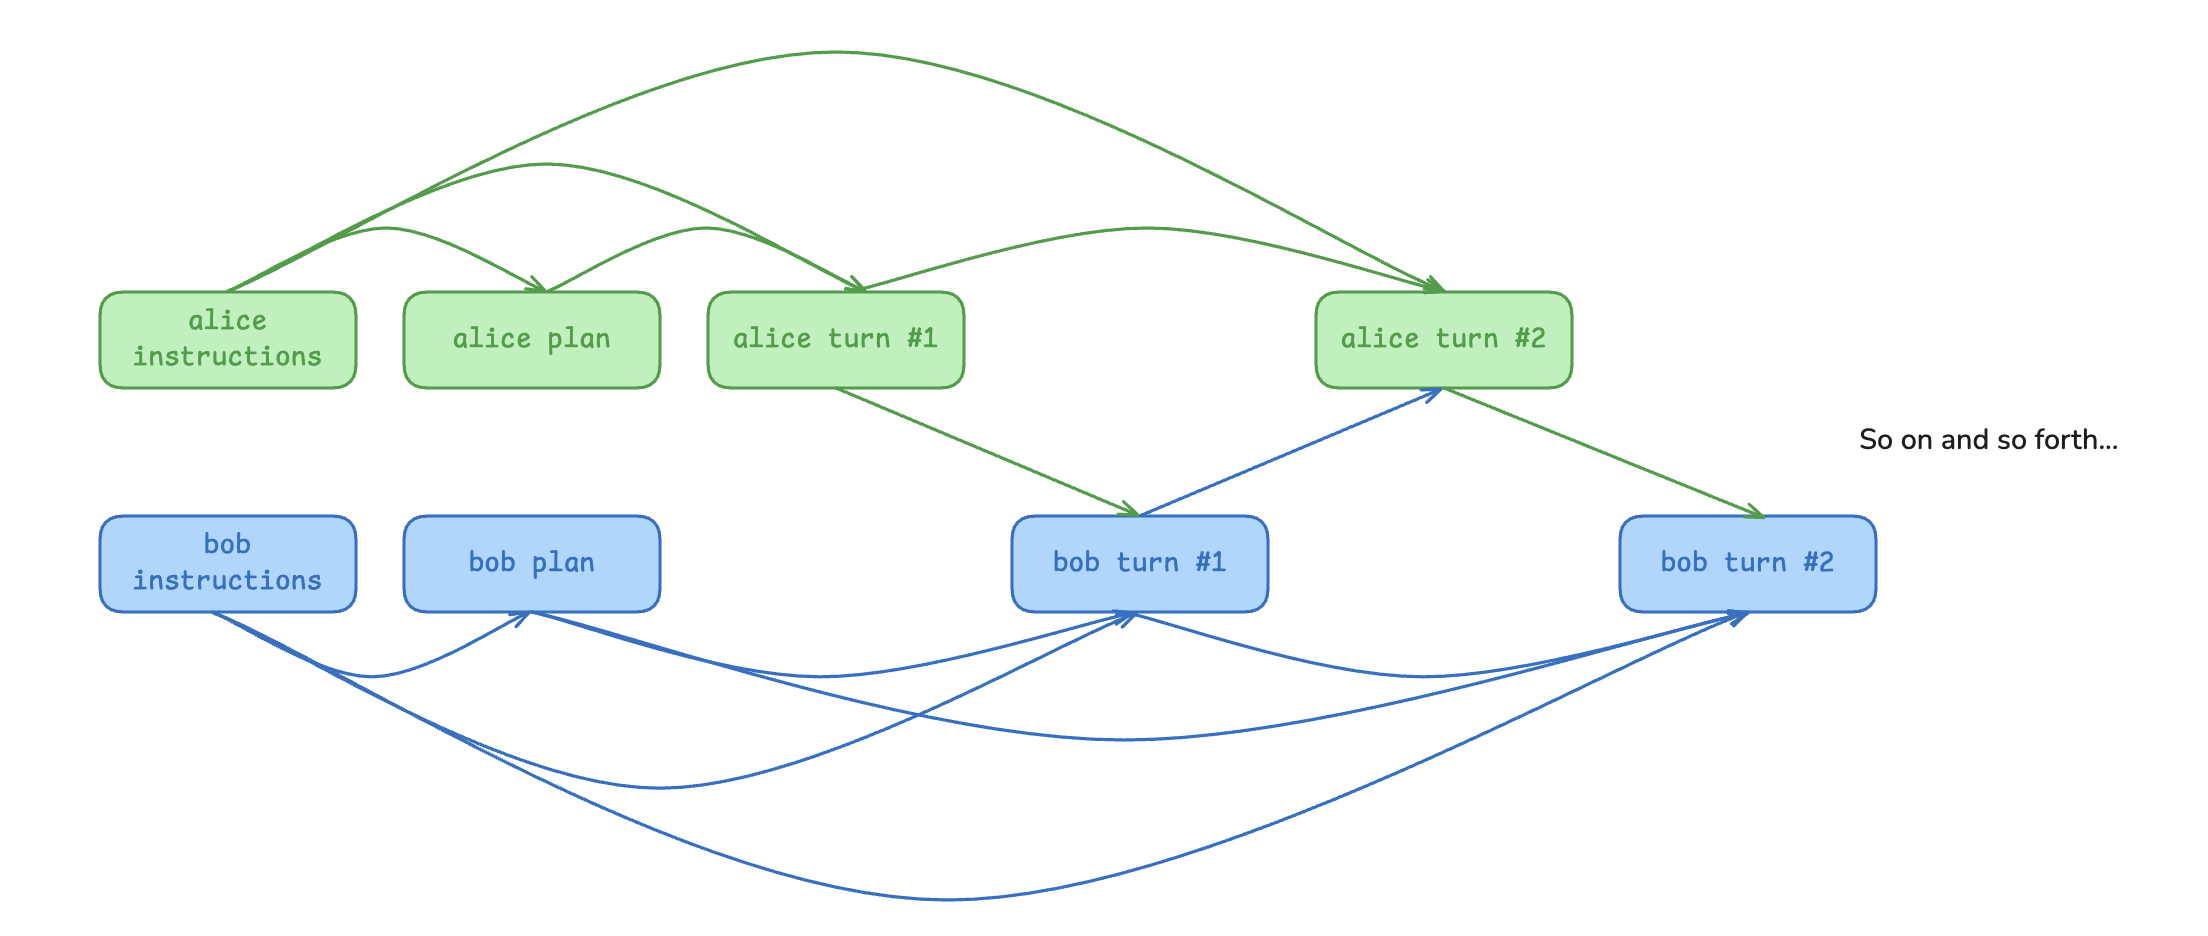 alice
instructions
alice plan
alice turn #1
alice turn #2
So on and so forth...
bob
instructions
bob plan
bob turn #1
bob turn #2